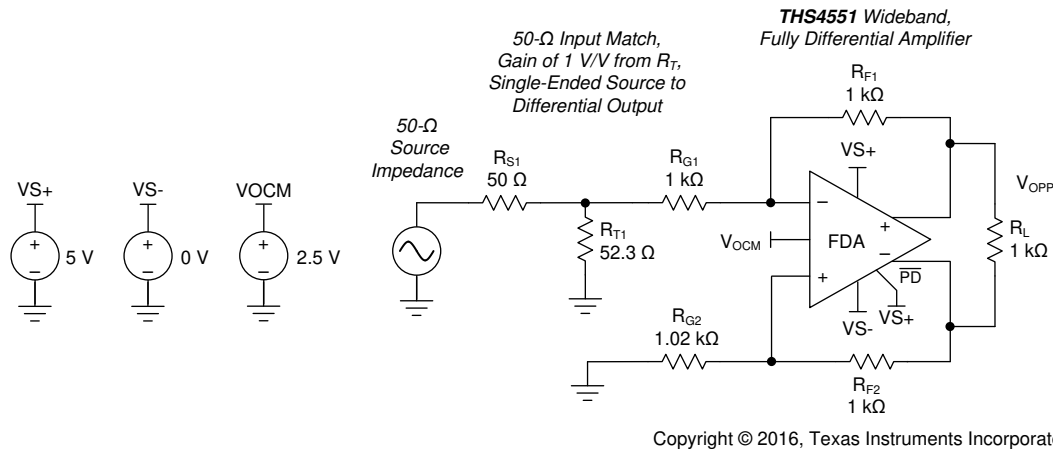 THS4551 Wideband,
Fully Differential Amplifier
50-Ω Input Match,
Gain of 1 V/V from RT,
Single-Ended Source to
Differential Output
50-Ω
Source
Impedance
RF1
1 kΩ
VS+
VS-
VOCM
RS1
50 Ω
RG1
1 kΩ
VS+
VOPP
+
−
5 V
+
−
0 V
+
−
2.5 V
RT1
52.3 Ω
VOCM
−
+
FDA
+
−
RL
1 kΩ
PD
VS-
VS+
RG2
1.02 kΩ
RF2
1 kΩ
Copyright © 2016, Texas Instruments Incorporate